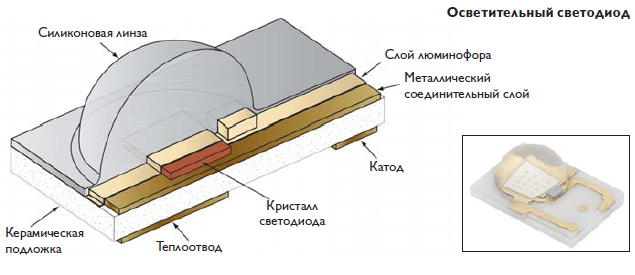 Осветительный светодиод
Силиконовая линза
Слой люминофора
Металлический
соединительный слой
Катод
Кристалл
светодиода
Теплоотвод
Керамическая
подложка